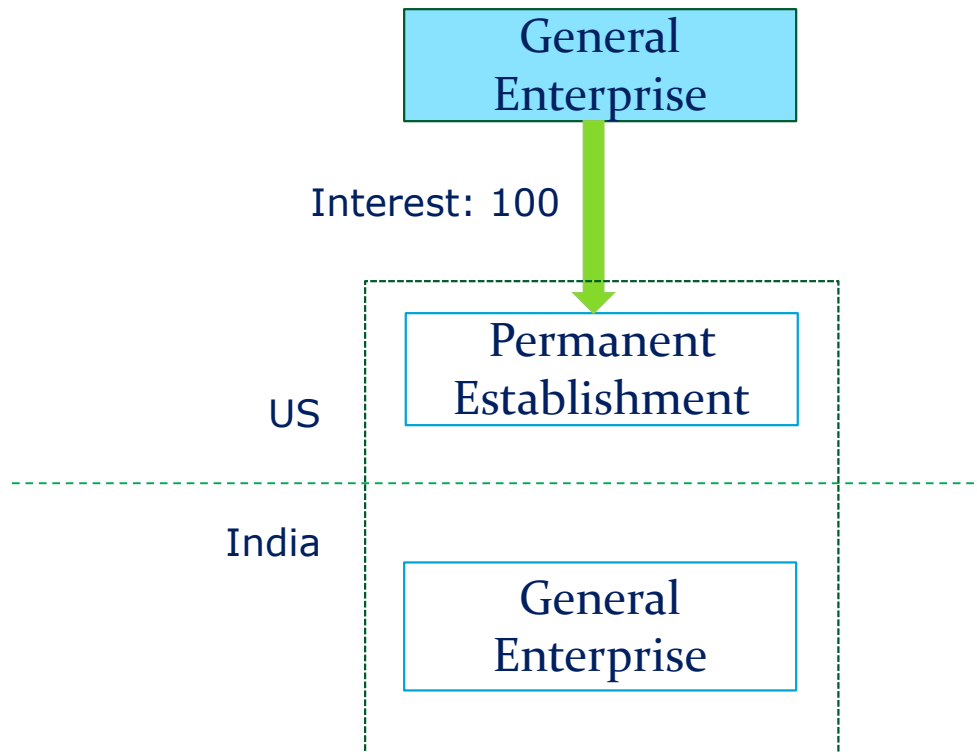 General
Enterprise
Interest: 100
Permanent
Establishment
US
India
General
Enterprise